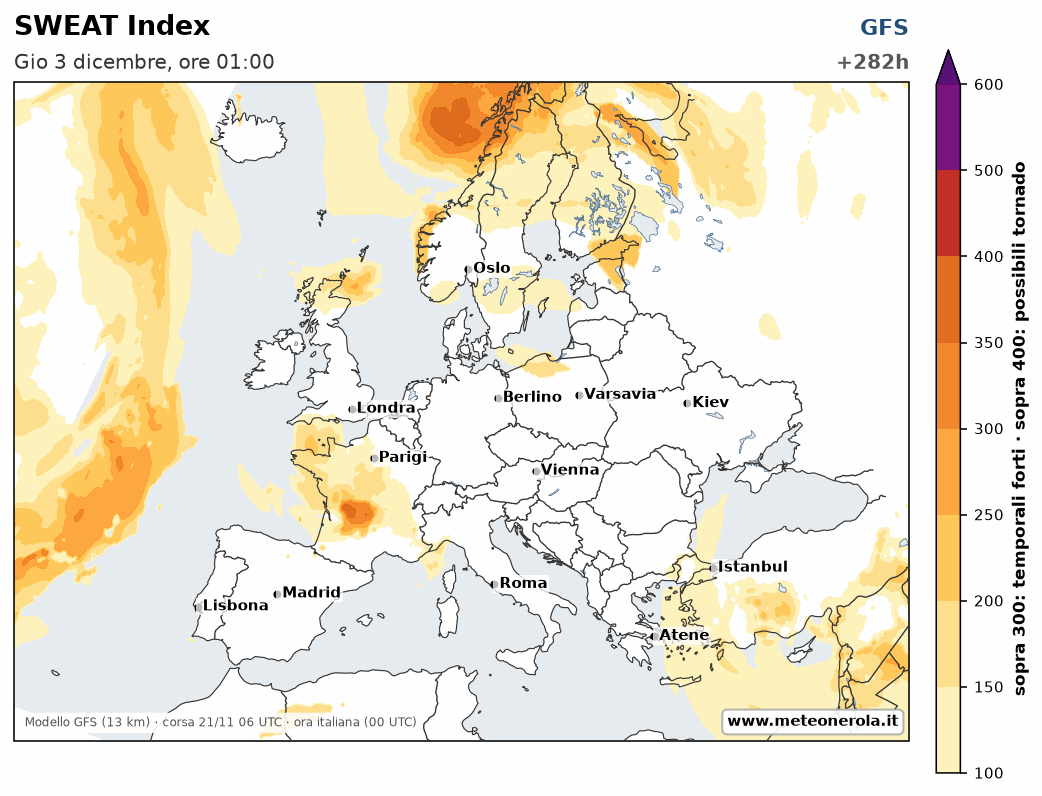 SWEAT Index
GFS
Gio 3 dicembre, ore 01:00
+282h
Oslo
Londra
Berlino
Varsavia
Kiev
Parigi
Vienna
Istanbul
Madrid
Roma
Lisbona
Atene
Modello GFS (13 km) · corsa 21/11 06 UTC · ora italiana (00 UTC)
www.meteonerola.it
600
500
400
350
300
250
200
150
100
sopra 300: temporali forti · sopra 400: possibili tornado